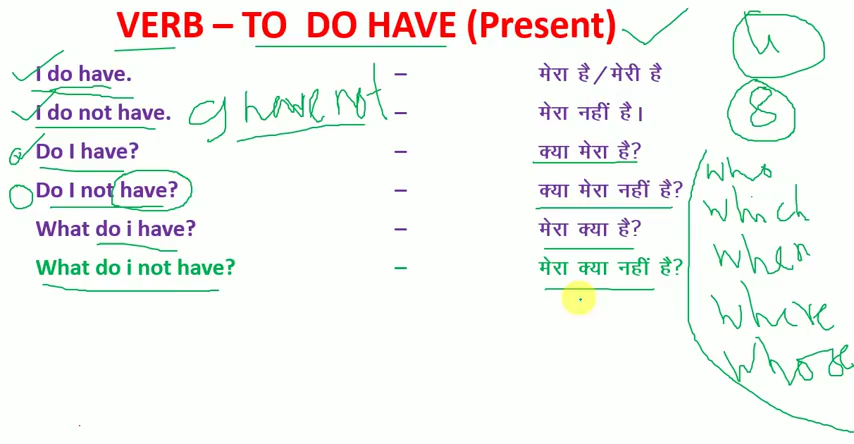 VERB – TO DO HAVE (Present)
I do have. – मेरा है / मेरी है
I do not have. I have not – मेरा नहीं है।
Do I have? – क्या मेरा है?
Do I not have? – क्या मेरा नहीं है?
What do i have? – मेरा क्या है?
What do i not have? – मेरा क्या नहीं है?
8
who
which
when
where
whose